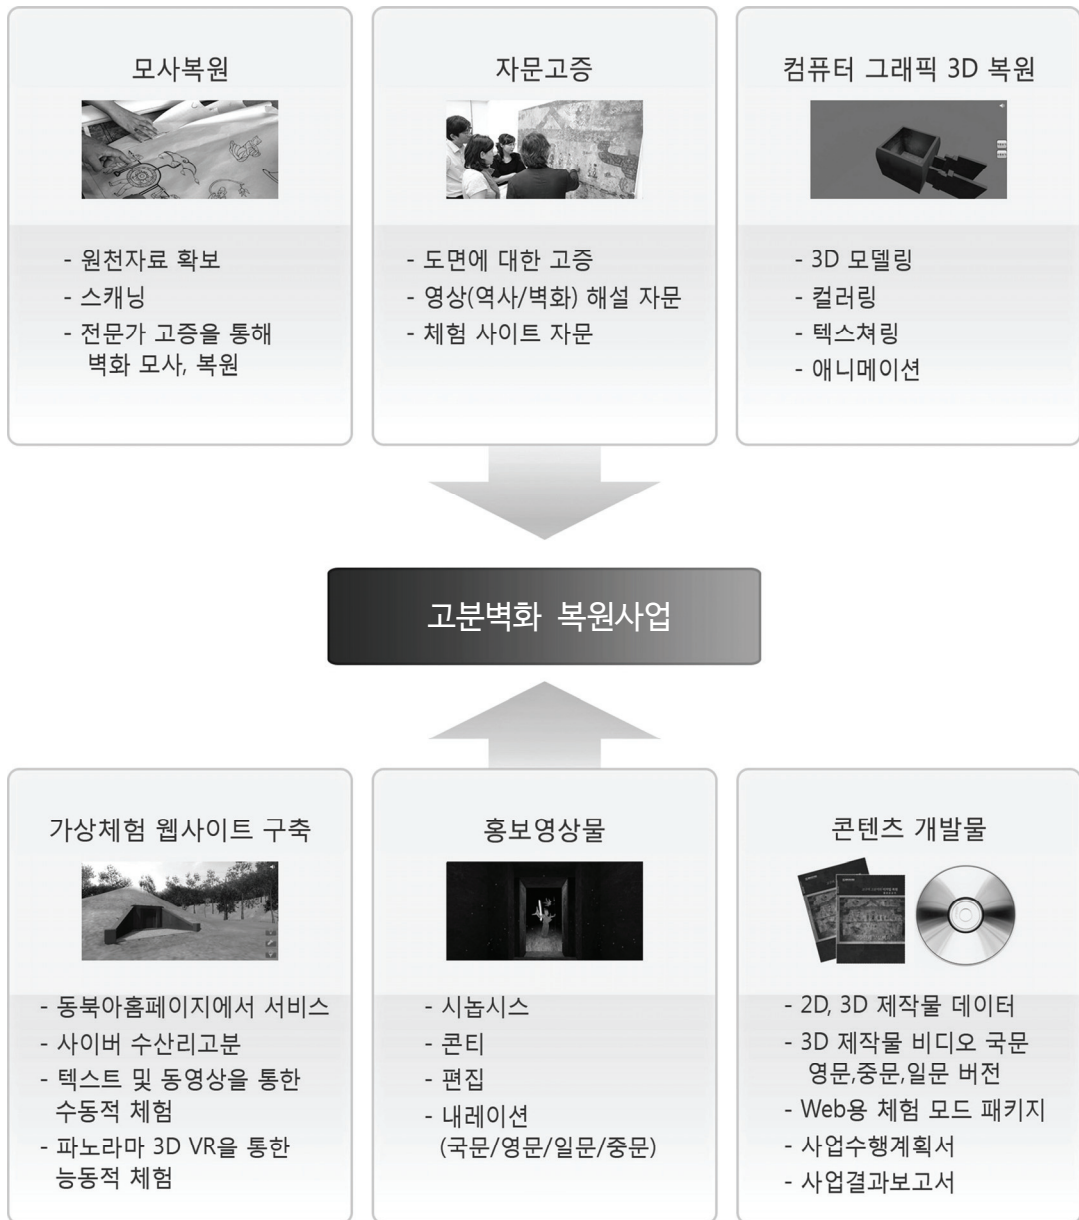 모사복원
- 원천자료 확보
- 스캐닝
- 전문가 고증을 통해
벽화 모사, 복원
자문고증
- 도면에 대한 고증
- 영상(역사/벽화) 해설 자문
- 체험 사이트 자문
컴퓨터 그래픽 3D 복원
- 3D 모델링
- 컬러링
- 텍스쳐링
- 애니메이션
고분벽화 복원사업
가상체험 웹사이트 구축
- 동북아홈페이지에서 서비스
- 사이버 수산리고분
- 텍스트 및 동영상을 통한
수동적 체험
- 파노라마 3D VR을 통한
능동적 체험
홍보영상물
- 시놉시스
- 콘티
- 편집
- 내레이션
(국문/영문/일문/중문)
콘텐츠 개발물
- 2D, 3D 제작물 데이터
- 3D 제작물 비디오 국문
영문,중문,일문 버전
- Web용 체험 모드 패키지
- 사업수행계획서
- 사업결과보고서